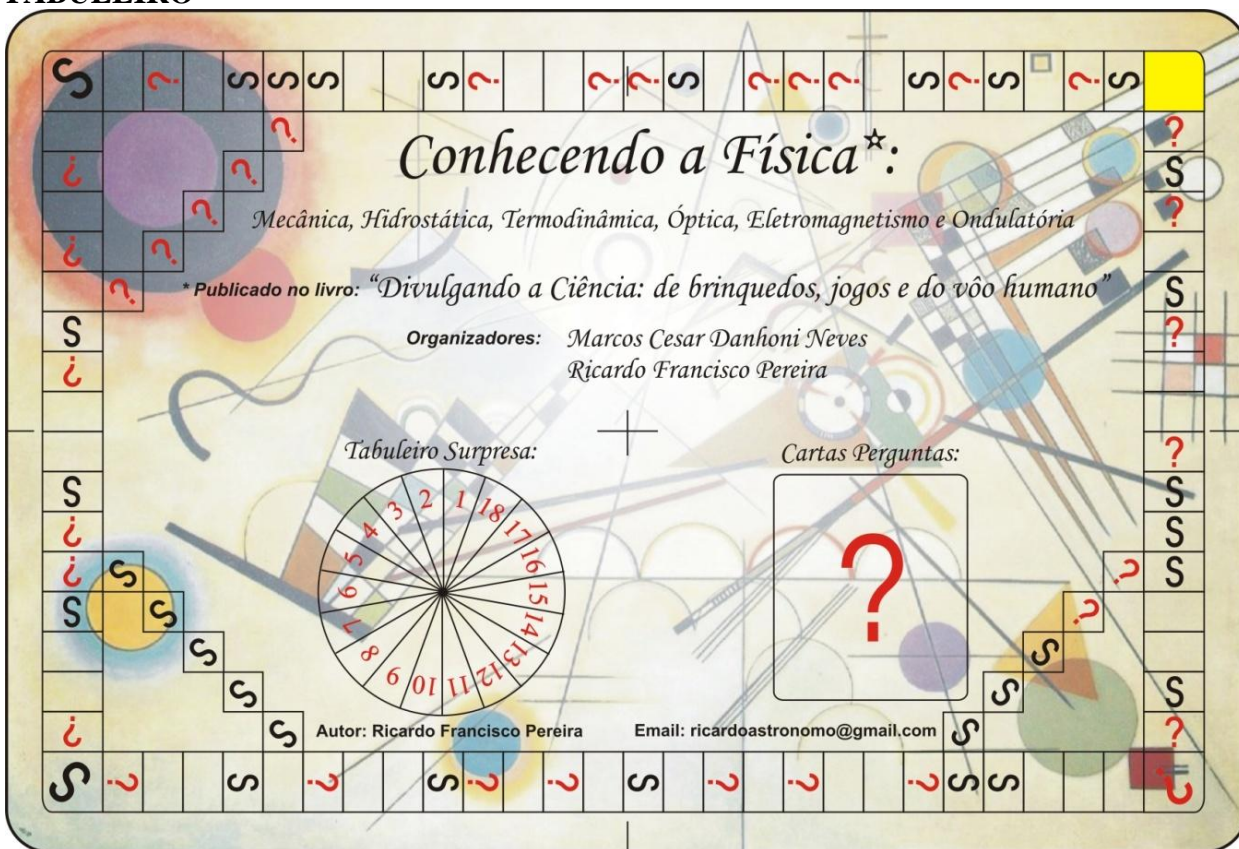 TABULEIRO
S ? S S S S ? ? ? S ? ? ? S ? S ? S
Conhecendo a Física*:
Mecânica, Hidrostática, Termodinâmica, Óptica, Eletromagnetismo e Ondulatória
* Publicado no livro: “Divulgando a Ciência: de brinquedos, jogos e do vôo humano”
Organizadores: Marcos Cesar Danhoni Neves
Ricardo Francisco Pereira
Tabuleiro Surpresa:
Cartas Perguntas:
1 2 3 4 5 6 7 8 9 10 11 12 13 14 15 16 17 18
?
Autor: Ricardo Francisco Pereira
Email: ricardoastronomo@gmail.com
S ? S ? S ? ? S ? ? ? S S ?